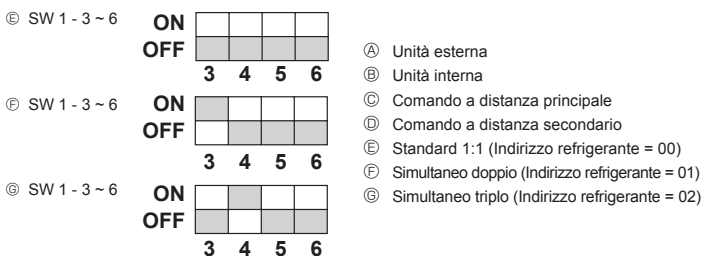 Ⓔ SW 1 - 3 ~ 6
ON
OFF
3 4 5 6
Ⓕ SW 1 - 3 ~ 6
ON
OFF
3 4 5 6
Ⓖ SW 1 - 3 ~ 6
ON
OFF
3 4 5 6
Ⓐ Unità esterna
Ⓑ Unità interna
Ⓒ Comando a distanza principale
Ⓓ Comando a distanza secondario
Ⓔ Standard 1:1 (Indirizzo refrigerante = 00)
Ⓕ Simultaneo doppio (Indirizzo refrigerante = 01)
Ⓖ Simultaneo triplo (Indirizzo refrigerante = 02)